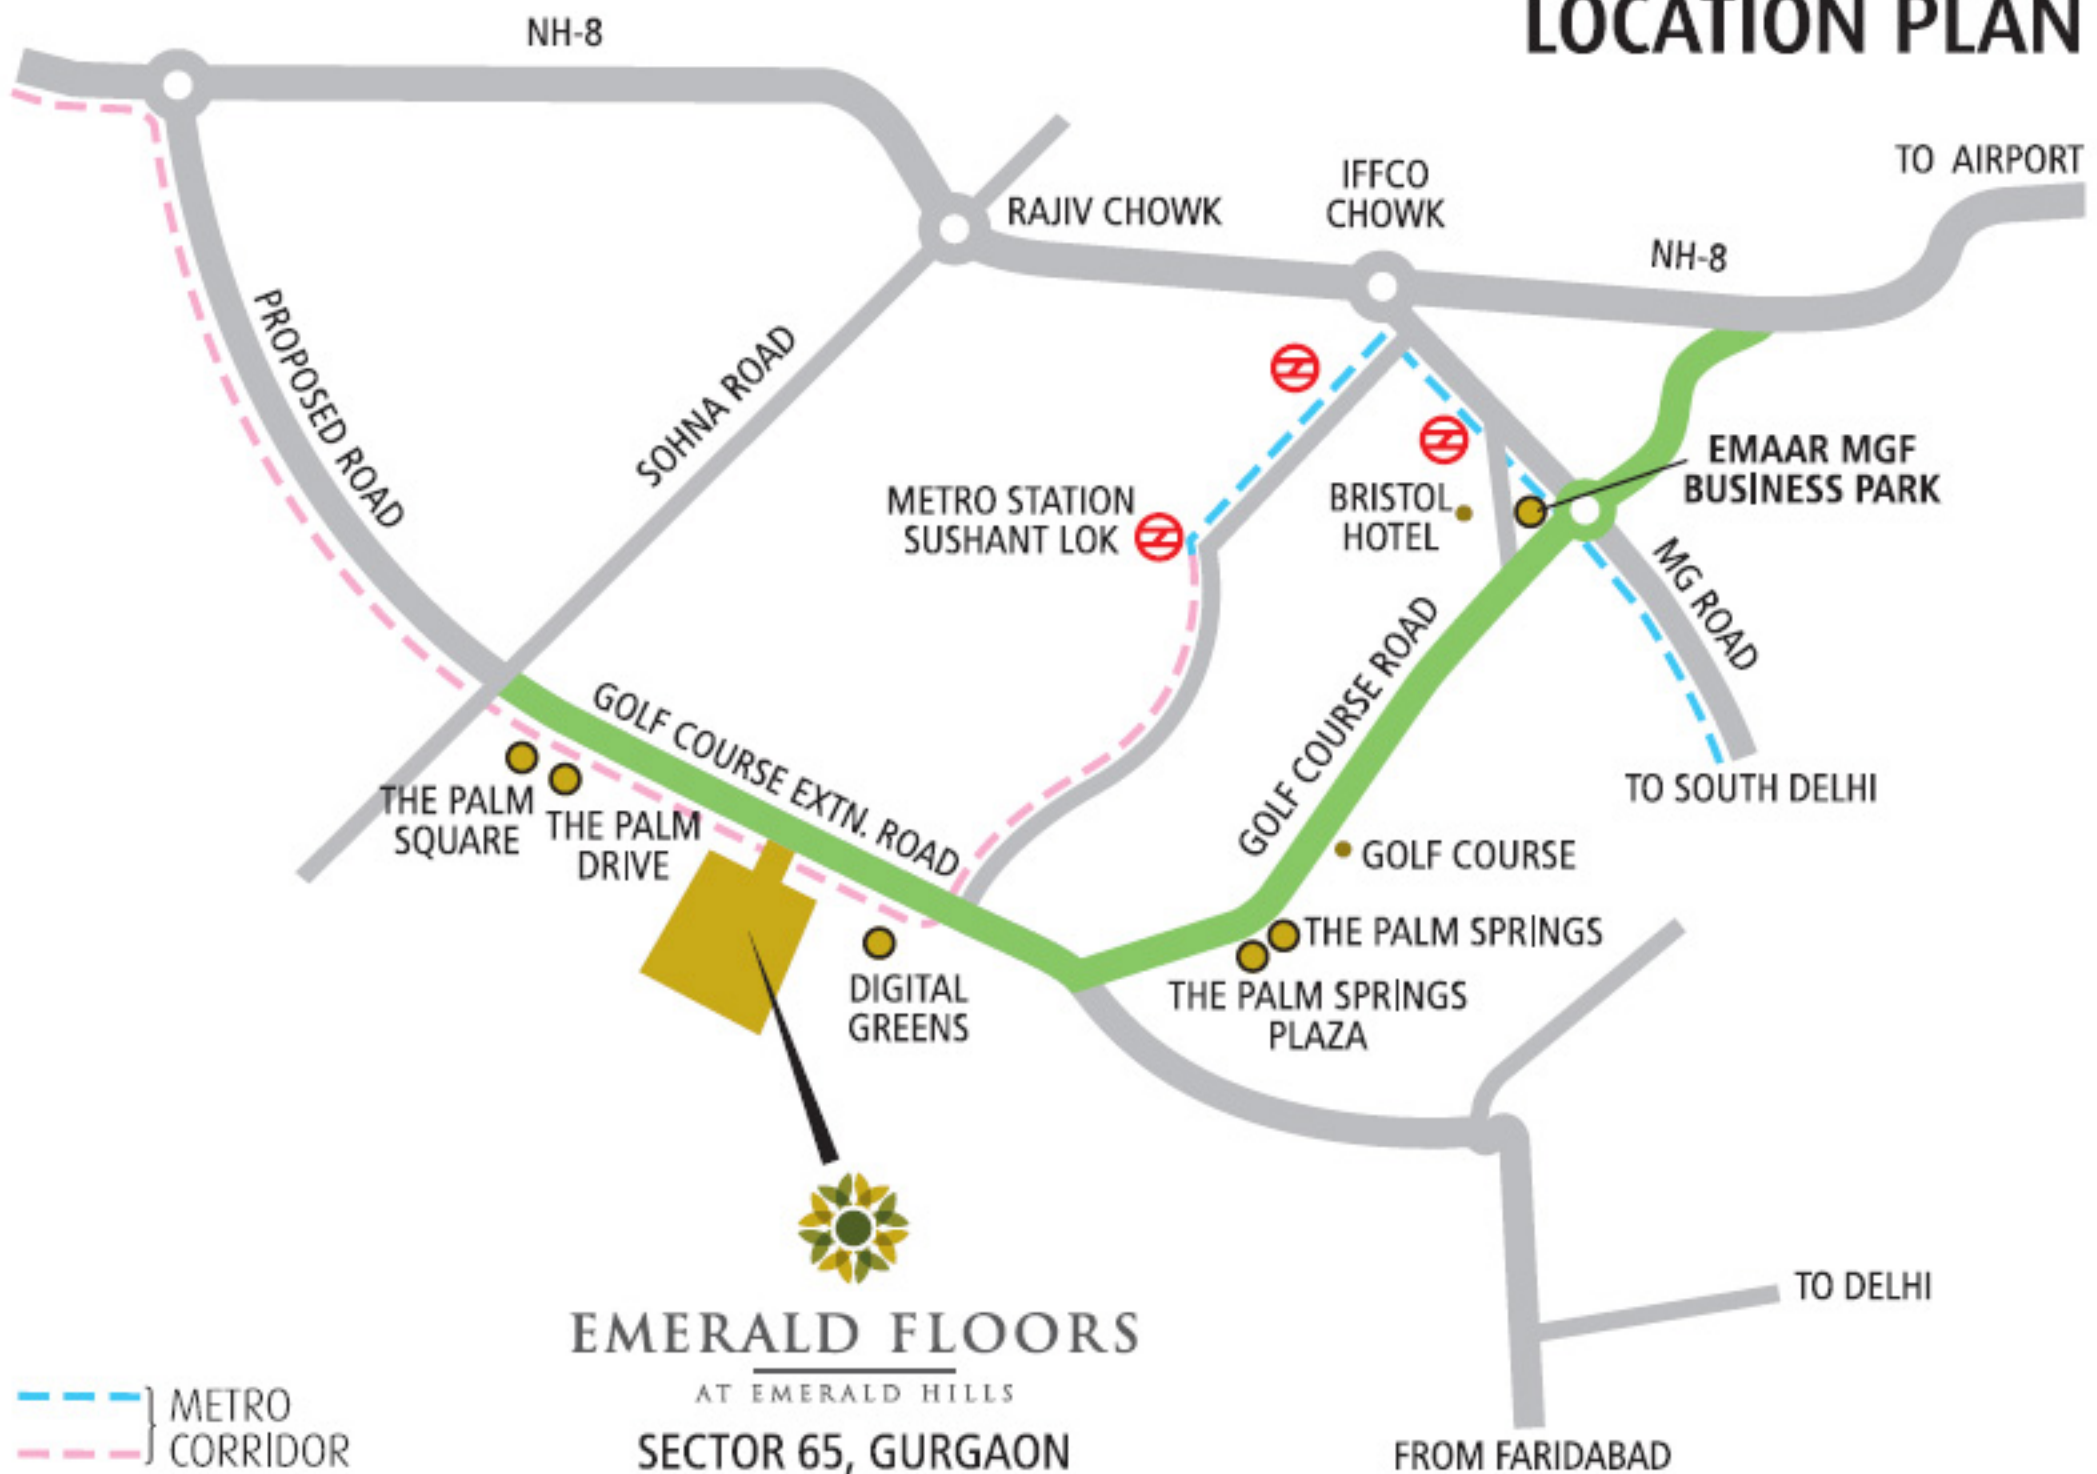 LOCATION PLAN
NH-8
TO AIRPORT
IFFCO
CHOWK
RAJIV CHOWK
NH-8
PROPOSED ROAD
SOHNA ROAD
EMAAR MGF
BUSINESS PARK
METRO STATION
SUSHANT LOK
BRISTOL
HOTEL
MG ROAD
GOLF COURSE ROAD
GOLF COURSE EXTN. ROAD
TO SOUTH DELHI
THE PALM
SQUARE
THE PALM
DRIVE
GOLF COURSE
THE PALM SPRINGS
THE PALM SPRINGS
PLAZA
DIGITAL
GREENS
TO DELHI
EMERALD FLOORS
AT EMERALD HILLS
SECTOR 65, GURGAON
METRO
CORRIDOR
FROM FARIDABAD